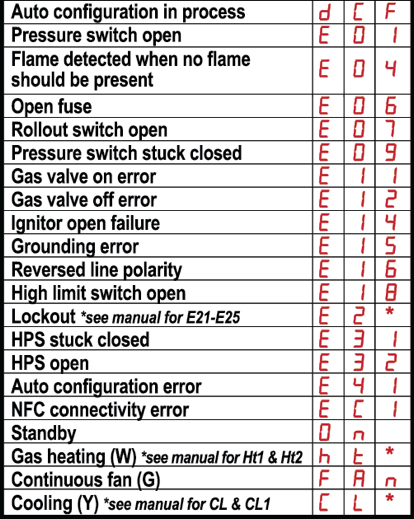 Auto configuration in process d C F
Pressure switch open E 0 1
Flame detected when no flame
should be present E 0 4
Open fuse E 0 6
Rollout switch open E 0 7
Pressure switch stuck closed E 0 9
Gas valve on error E 1 1
Gas valve off error E 1 2
Ignitor open failure E 1 4
Grounding error E 1 5
Reversed line polarity E 1 6
High limit switch open E 1 8
Lockout *see manual for E21-E25 E 2 *
HPS stuck closed E 3 1
HPS open E 3 2
Auto configuration error E 4 1
NFC connectivity error E C 1
Standby 0 n
Gas heating (W) *see manual for Ht1 & Ht2 h t *
Continuous fan (G) F A n
Cooling (Y) *see manual for CL & CL1 C L *